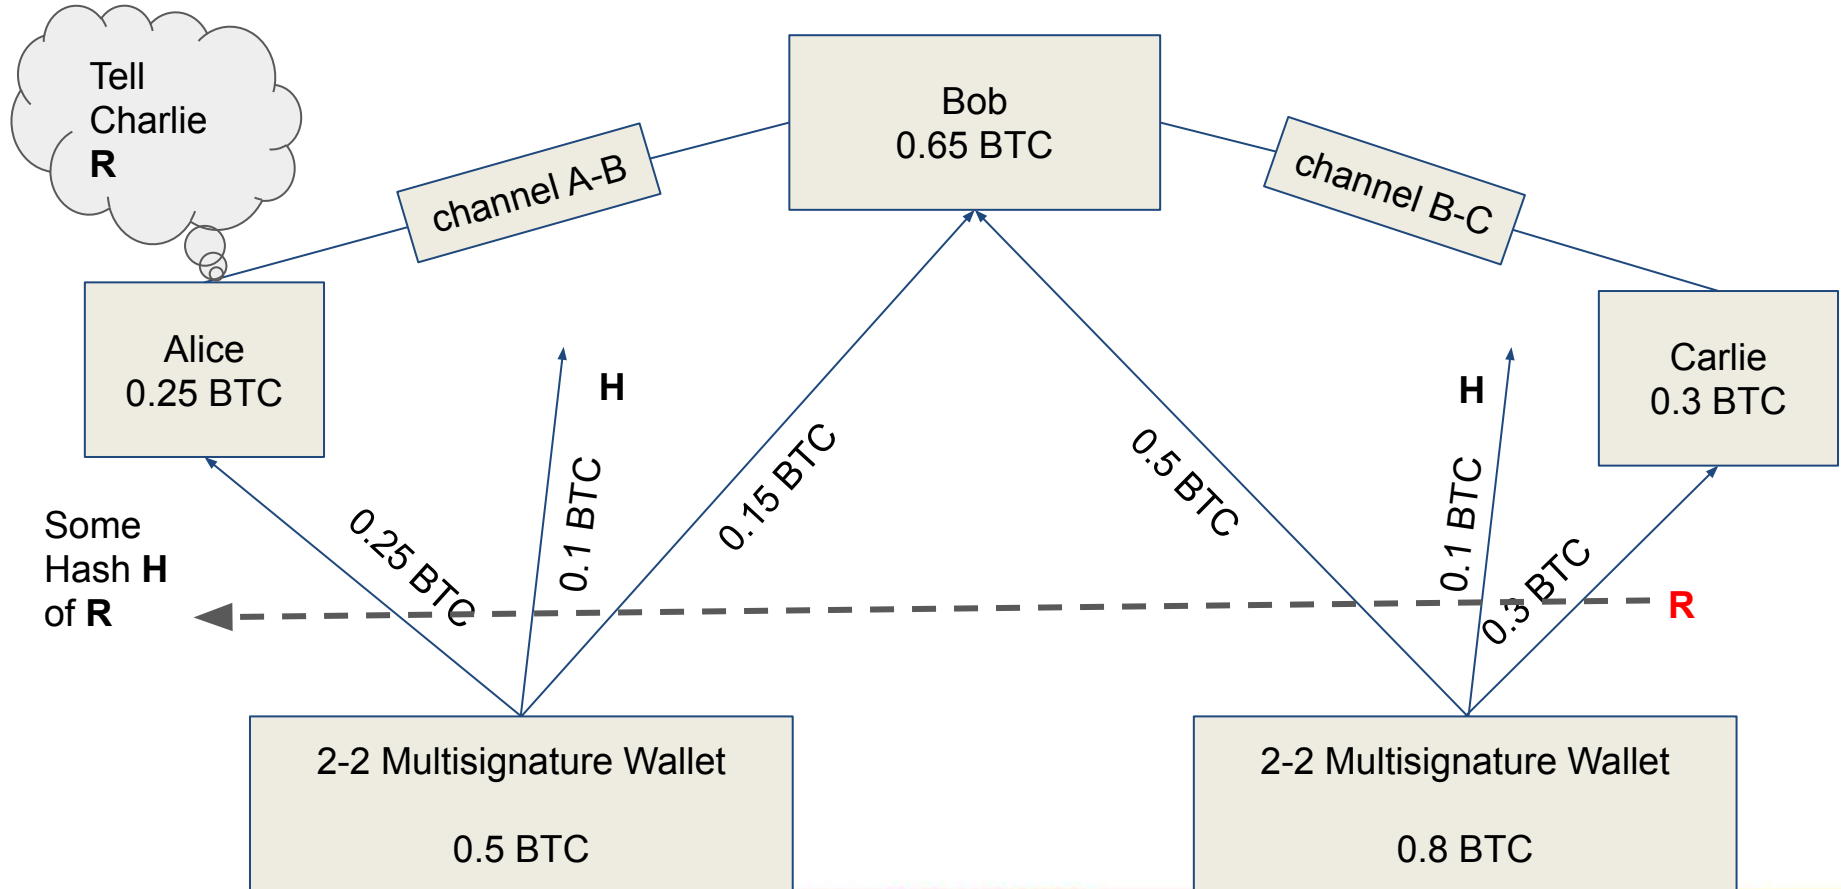 Tell
Charlie
R
Bob
0.65 BTC
channel A-B
channel B-C
Alice
0.25 BTC
Carlie
0.3 BTC
H
H
0.25 BTC
0.1 BTC
0.15 BTC
0.5 BTC
0.1 BTC
0.3 BTC
Some
Hash H
of R
R
2-2 Multisignature Wallet
0.5 BTC
2-2 Multisignature Wallet
0.8 BTC